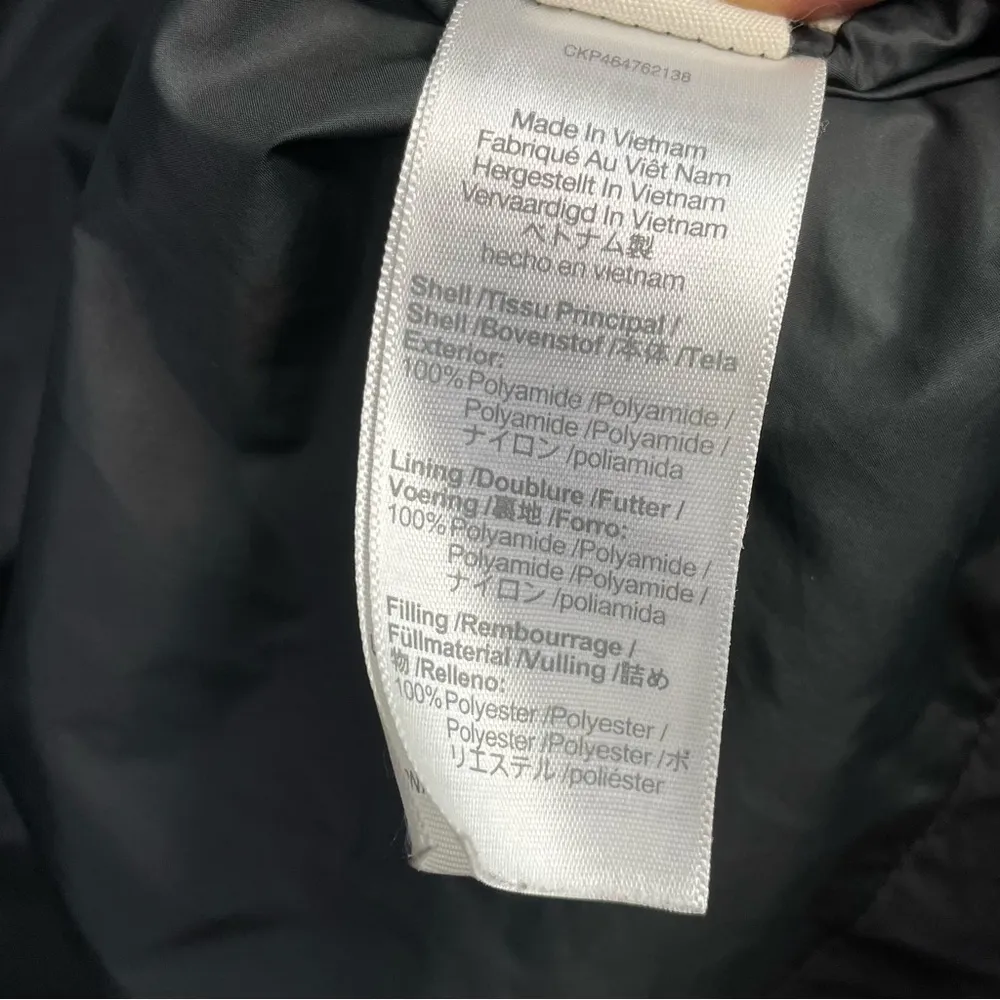 CKP464762138
Made In Vietnam
Fabriqué Au Viêt Nam
Hergestellt In Vietnam
Vervaardigd In Vietnam
ベトナム製
hecho en vietnam
Shell /Tissu Principal /
Shell /Bovenstof /本体 /Tela
Exterior:
100% Polyamide /Polyamide /
Polyamide /Polyamide /
ナイロン /poliamida
Lining /Doublure /Futter /
Voering /裏地 /Forro:
100% Polyamide /Polyamide /
Polyamide /Polyamide /
ナイロン /poliamida
Filling /Rembourrage /
Füllmaterial /Vulling /詰め
物 /Relleno:
100% Polyester /Polyester /
Polyester /Polyester /ポ
リエステル /poliéster